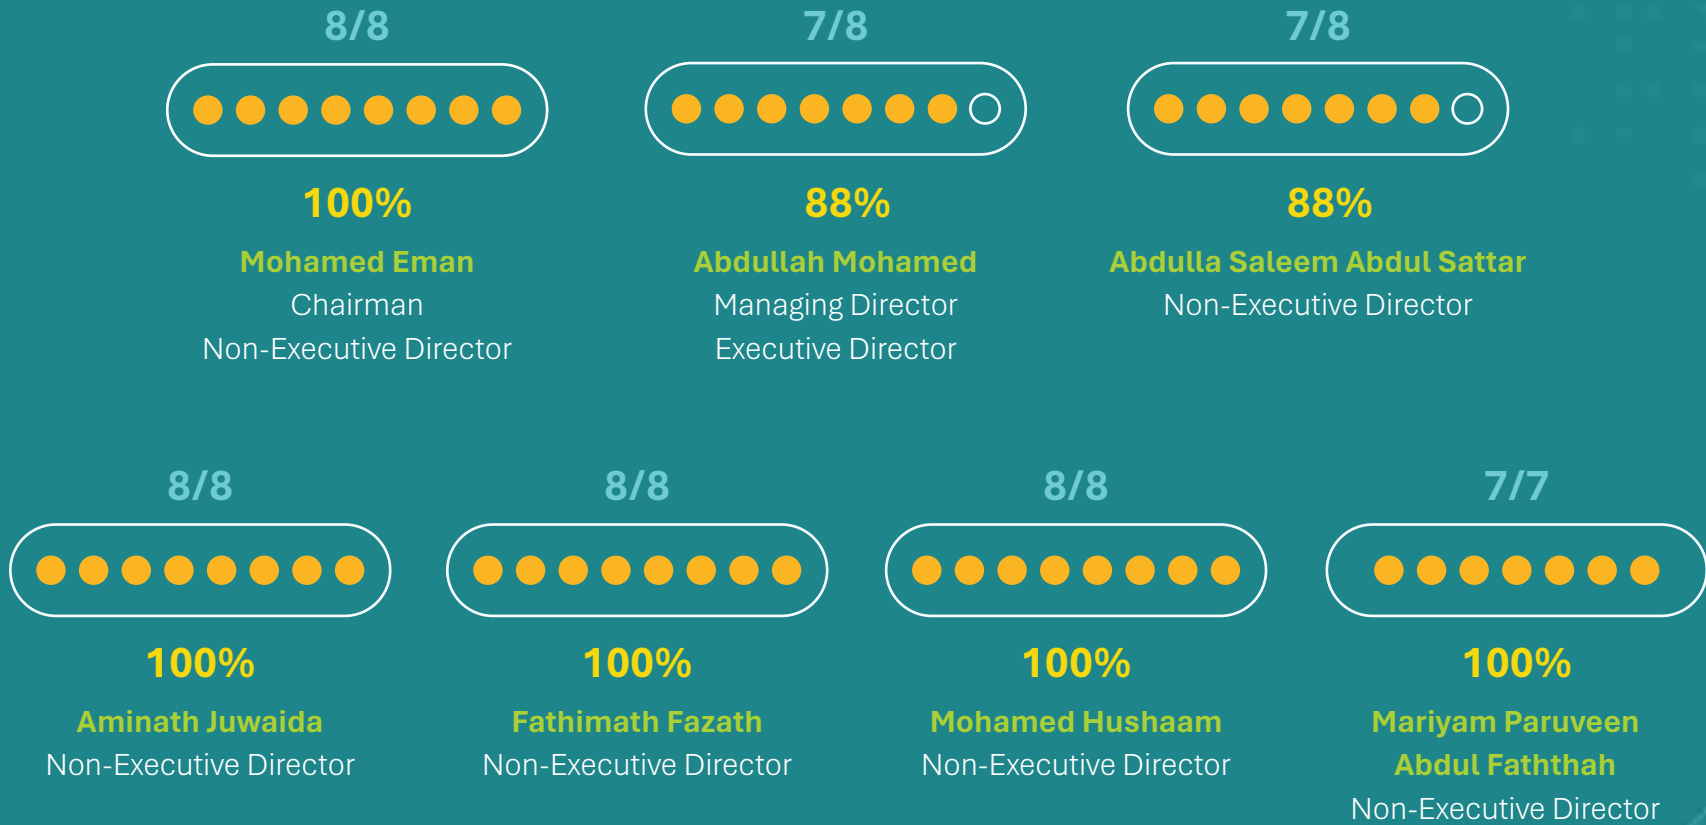 8/8
7/8
7/8
100%
88%
88%
Mohamed Eman
Chairman
Non-Executive Director
Abdullah Mohamed
Managing Director
Executive Director
Abdulla Saleem Abdul Sattar
Non-Executive Director
8/8
8/8
8/8
7/7
100%
100%
100%
100%
Aminath Juwaida
Non-Executive Director
Fathimath Fazath
Non-Executive Director
Mohamed Hushaam
Non-Executive Director
Mariyam Paruveen
Abdul Faththah
Non-Executive Director